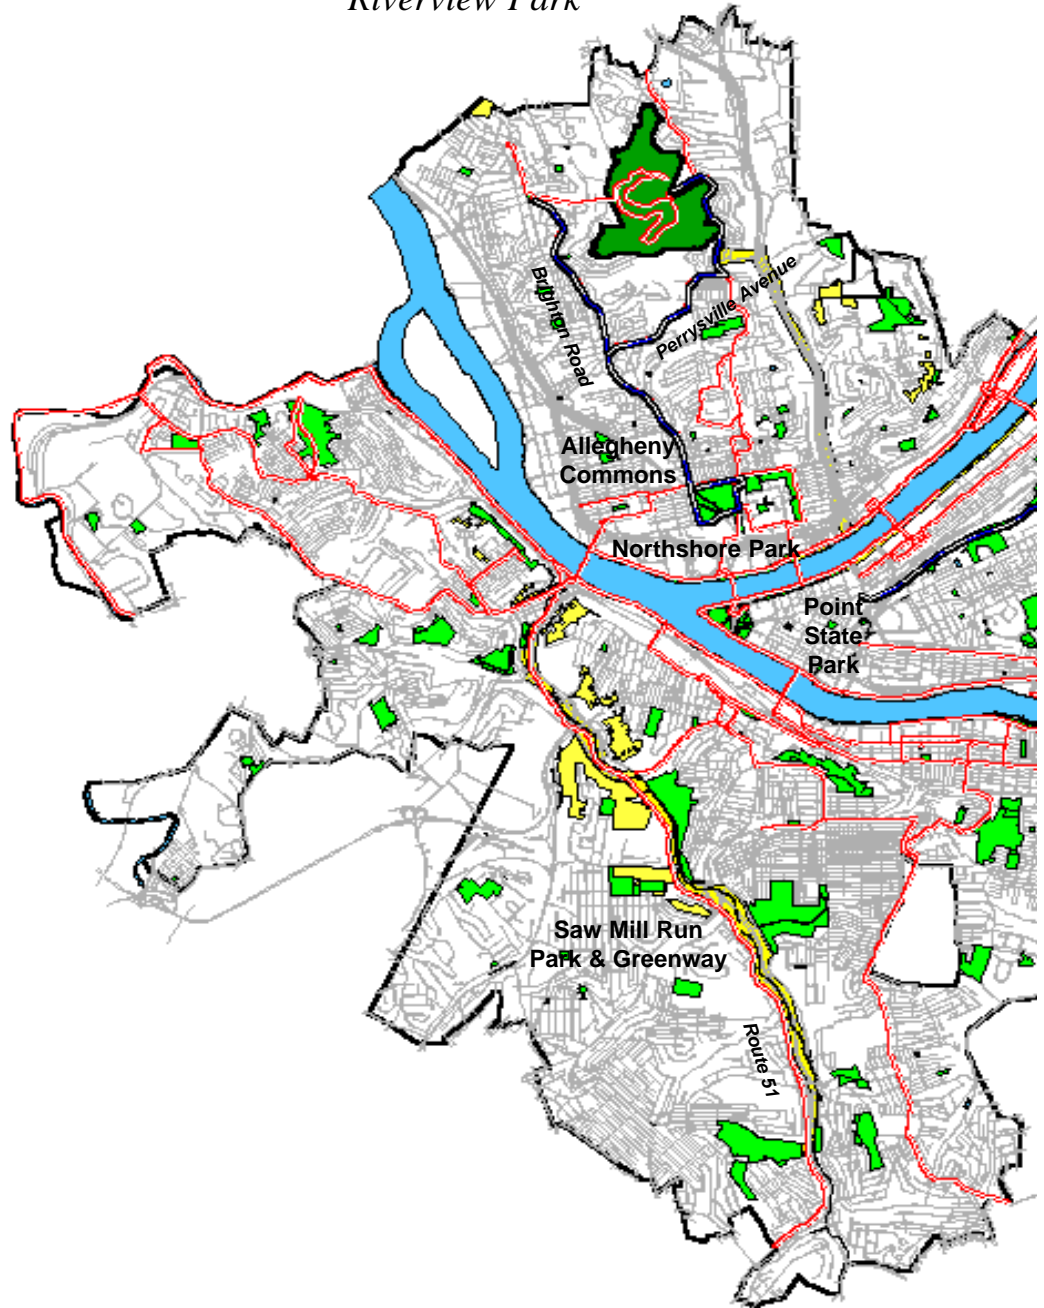 Riverview Park
Brighton Road
Perrysville Avenue
Allegheny
Commons
Northshore Park
Point
State
Park
Saw Mill Run
Park & Greenway
Route 51